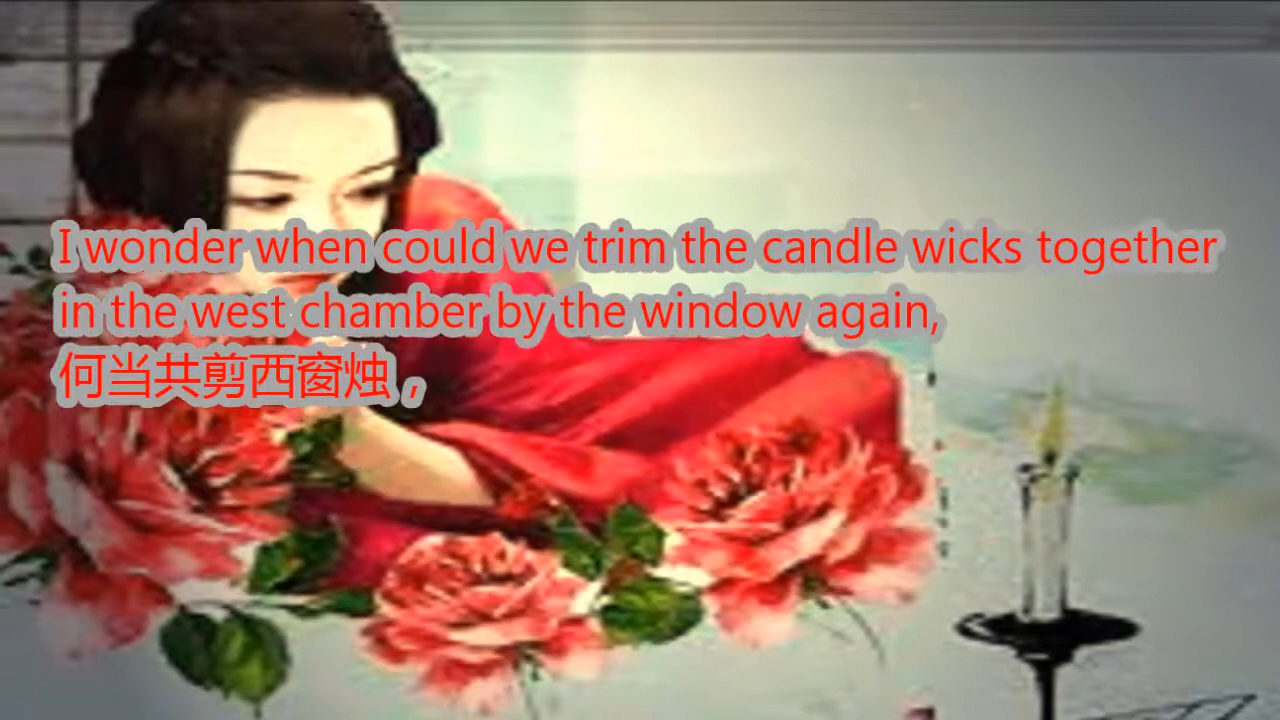 I wonder when could we trim the candle wicks together
in the west chamber by the window again,
何当共剪西窗烛，